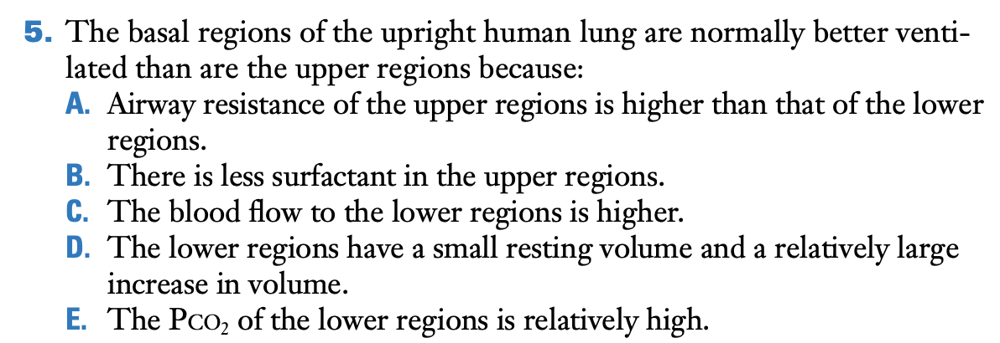 5. The basal regions of the upright human lung are normally better venti-
lated than are the upper regions because:
A. Airway resistance of the upper regions is higher than that of the lower
regions.
B. There is less surfactant in the upper regions.
C. The blood flow to the lower regions is higher.
D. The lower regions have a small resting volume and a relatively large
increase in volume.
E. The PCO₂ of the lower regions is relatively high.